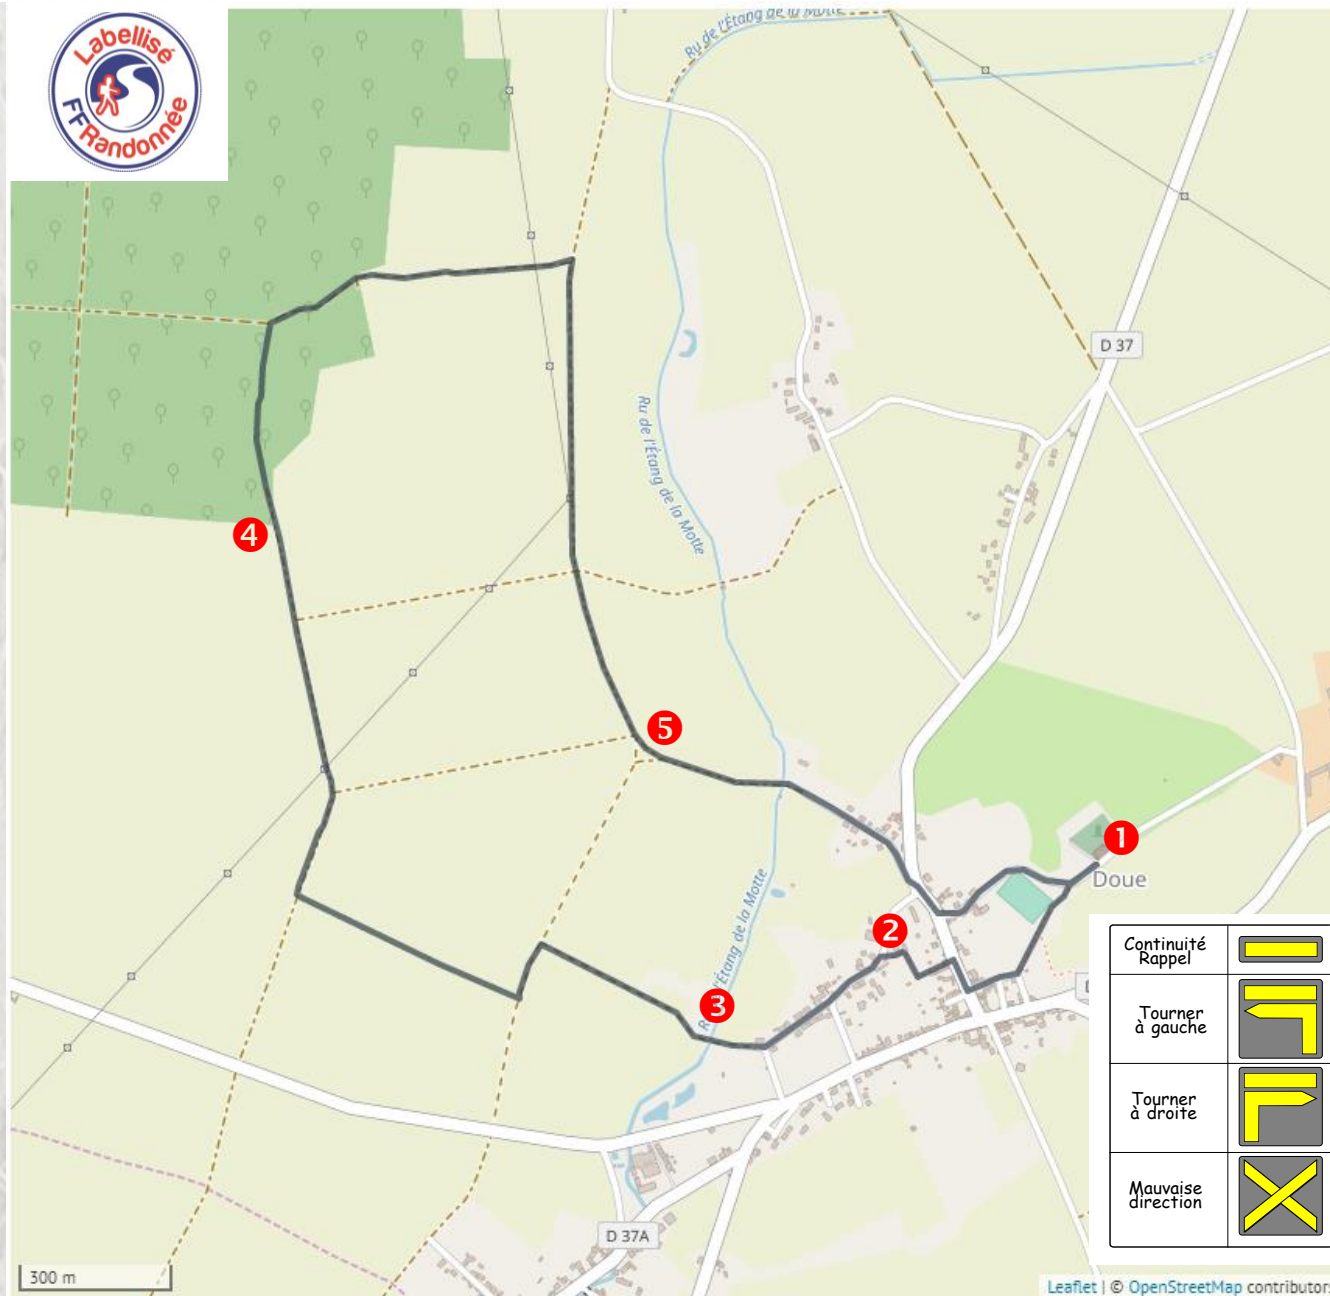 Labellisé
FFRandonnée
Ru de l'Étang de la Motte
D 37
Ru de l'Étang de la Motte
4
5
1
Doue
l'Étang de la Motte
2
3
D 37A
300 m
Continuité
Rappel
Tourner
à gauche
Tourner
à droite
Mauvaise
direction
Leaflet | © OpenStreetMap contributors